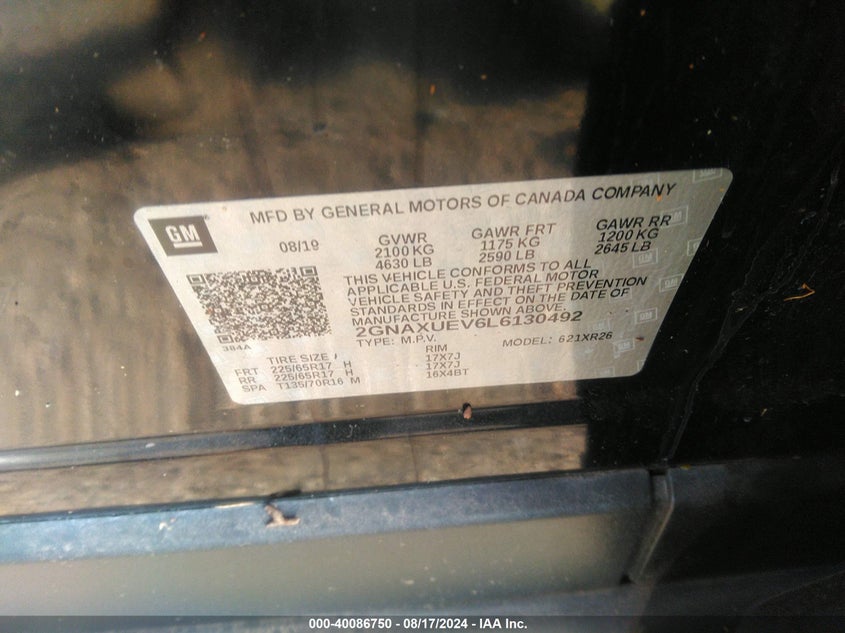 MFD BY GENERAL MOTORS OF CANADA COMPANY
GM
08/19
GVWR
2100 KG
4630 LB
GAWR FRT
1175 KG
2590 LB
GAWR RR
1200 KG
2645 LB
THIS VEHICLE CONFORMS TO ALL
APPLICABLE U.S. FEDERAL MOTOR
VEHICLE SAFETY AND THEFT PREVENTION
STANDARDS IN EFFECT ON THE DATE OF
MANUFACTURE SHOWN ABOVE.
2GNAXUEV6L6130492
TYPE: M.P.V. MODEL: 621XR26
384A
TIRE SIZE / RIM
FRT 225/65R17 H 17X7J
RR 225/65R17 H 17X7J
SPA T135/70R16 M 16X4BT
000-40086750 - 08/17/2024 - IAA Inc.